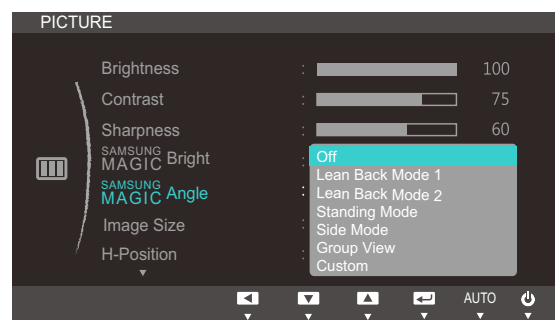 PICTURE
Brightness : 100
Contrast : 75
Sharpness : 60
SAMSUNG MAGIC Bright :
SAMSUNG MAGIC Angle :
Image Size :
H-Position :
Off
Lean Back Mode 1
Lean Back Mode 2
Standing Mode
Side Mode
Group View
Custom
AUTO